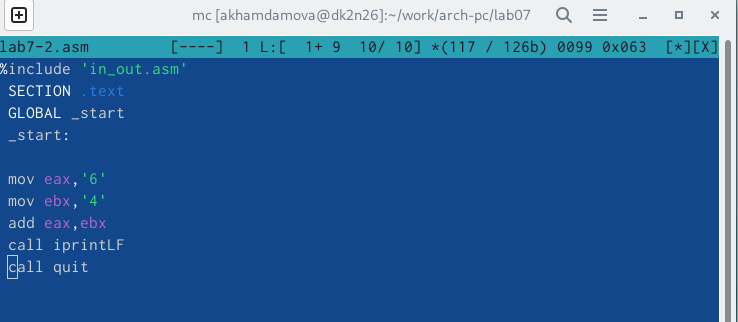 mc [akhamdamova@dk2n26]:~/work/arch-pc/lab07
lab7-2.asm [----] 1 L:[ 1+ 9 10/ 10] *(117 / 126b) 0099 0x063 [*][X]
%include 'in_out.asm'
SECTION .text
GLOBAL _start
_start:
mov eax,'6'
mov ebx,'4'
add eax,ebx
call iprintLF
call quit